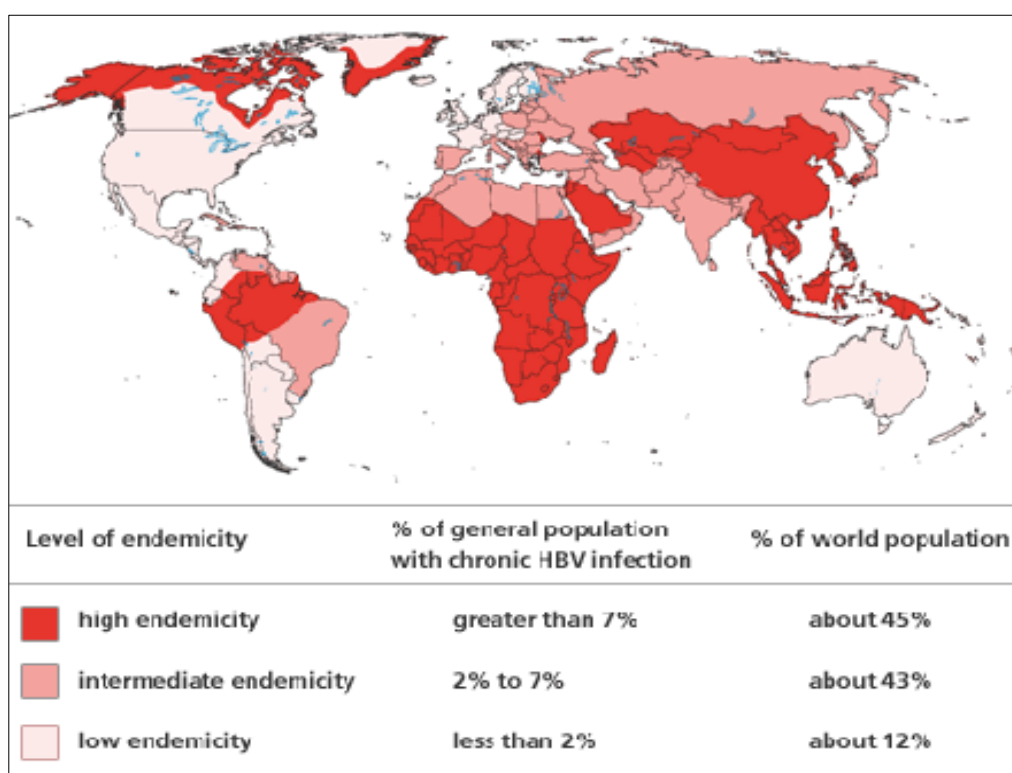 Level of endemicity
% of general population
with chronic HBV infection
% of world population
high endemicity greater than 7% about 45%
intermediate endemicity 2% to 7% about 43%
low endemicity less than 2% about 12%